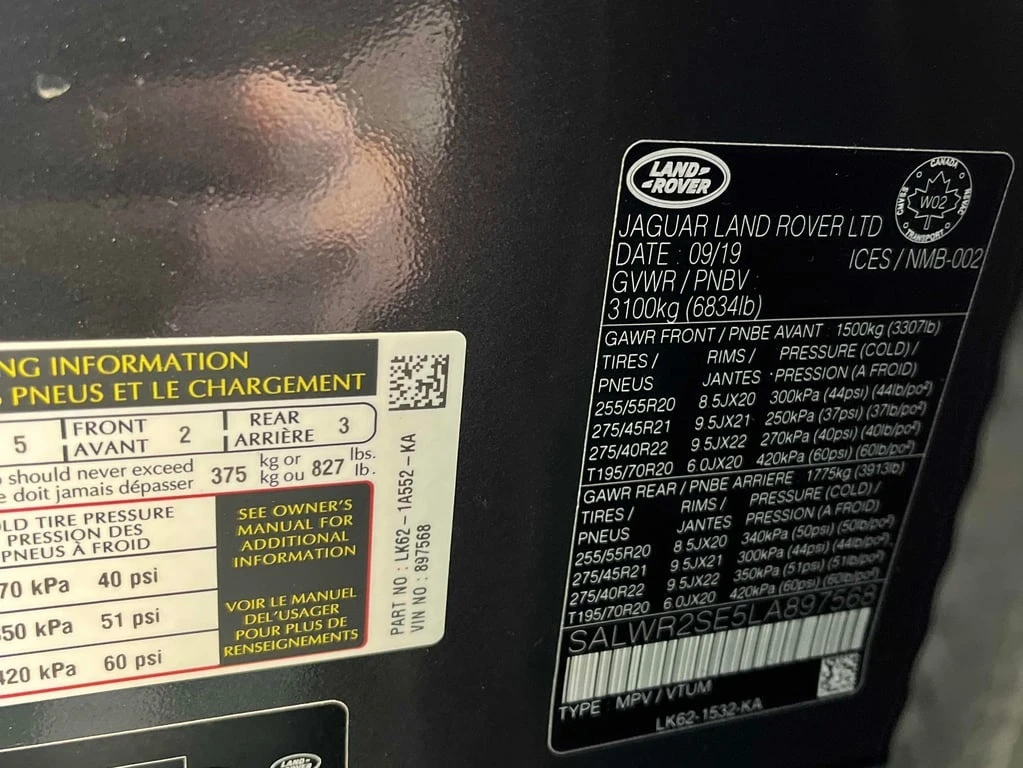 NG INFORMATION
PNEUS ET LE CHARGEMENT
5 FRONT AVANT 2 REAR ARRIÈRE 3
should never exceed
e doit jamais dépasser
375 kg or kg ou 827 lbs. lb.
LD TIRE PRESSURE
PRESSION DES
PNEUS À FROID
70 kPa 40 psi
50 kPa 51 psi
420 kPa 60 psi
SEE OWNER'S
MANUAL FOR
ADDITIONAL
INFORMATION
VOIR LE MANUEL
DEL'USAGER
POUR PLUS DE
RENSEIGNEMENTS
PART NO : LK62-1A552-KA
VIN NO : 897568
LAND-
ROVER
LAND-
-ROVER
CANADA
CMVSS W02 NSVAC
TRANSPORT
JAGUAR LAND ROVER LTD
DATE : 09/19 ICES / NMB-002
GVWR / PNBV
3100kg (6834lb)
GAWR FRONT / PNBE AVANT : 1500kg (3307lb)
TIRES / RIMS / PRESSURE (COLD) /
PNEUS JANTES PRESSION (A FROID)
255/55R20 8.5JX20 300kPa (44psi) (44lb/po²)
275/45R21 9.5JX21 250kPa (37psi) (37lb/po²)
275/40R22 9.5JX22 270kPa (40psi) (40lb/po²)
T195/70R20 6.0JX20 420kPa (60psi) (60lb/po²)
GAWR REAR / PNBE ARRIERE 1775kg (3913lb)
TIRES / RIMS / PRESSURE (COLD) /
PNEUS JANTES PRESSION (A FROID)
255/55R20 8.5JX20 340kPa (50psi) (50lb/po²)
275/45R21 9.5JX21 300kPa (44psi) (44lb/po²)
275/40R22 9.5JX22 350kPa (51psi) (51lb/po²)
T195/70R20 6.0JX20 420kPa (60psi) (60lb/po²)
SALWR2SE5LA897568
TYPE MPV / VTUM
LK62-1532-KA